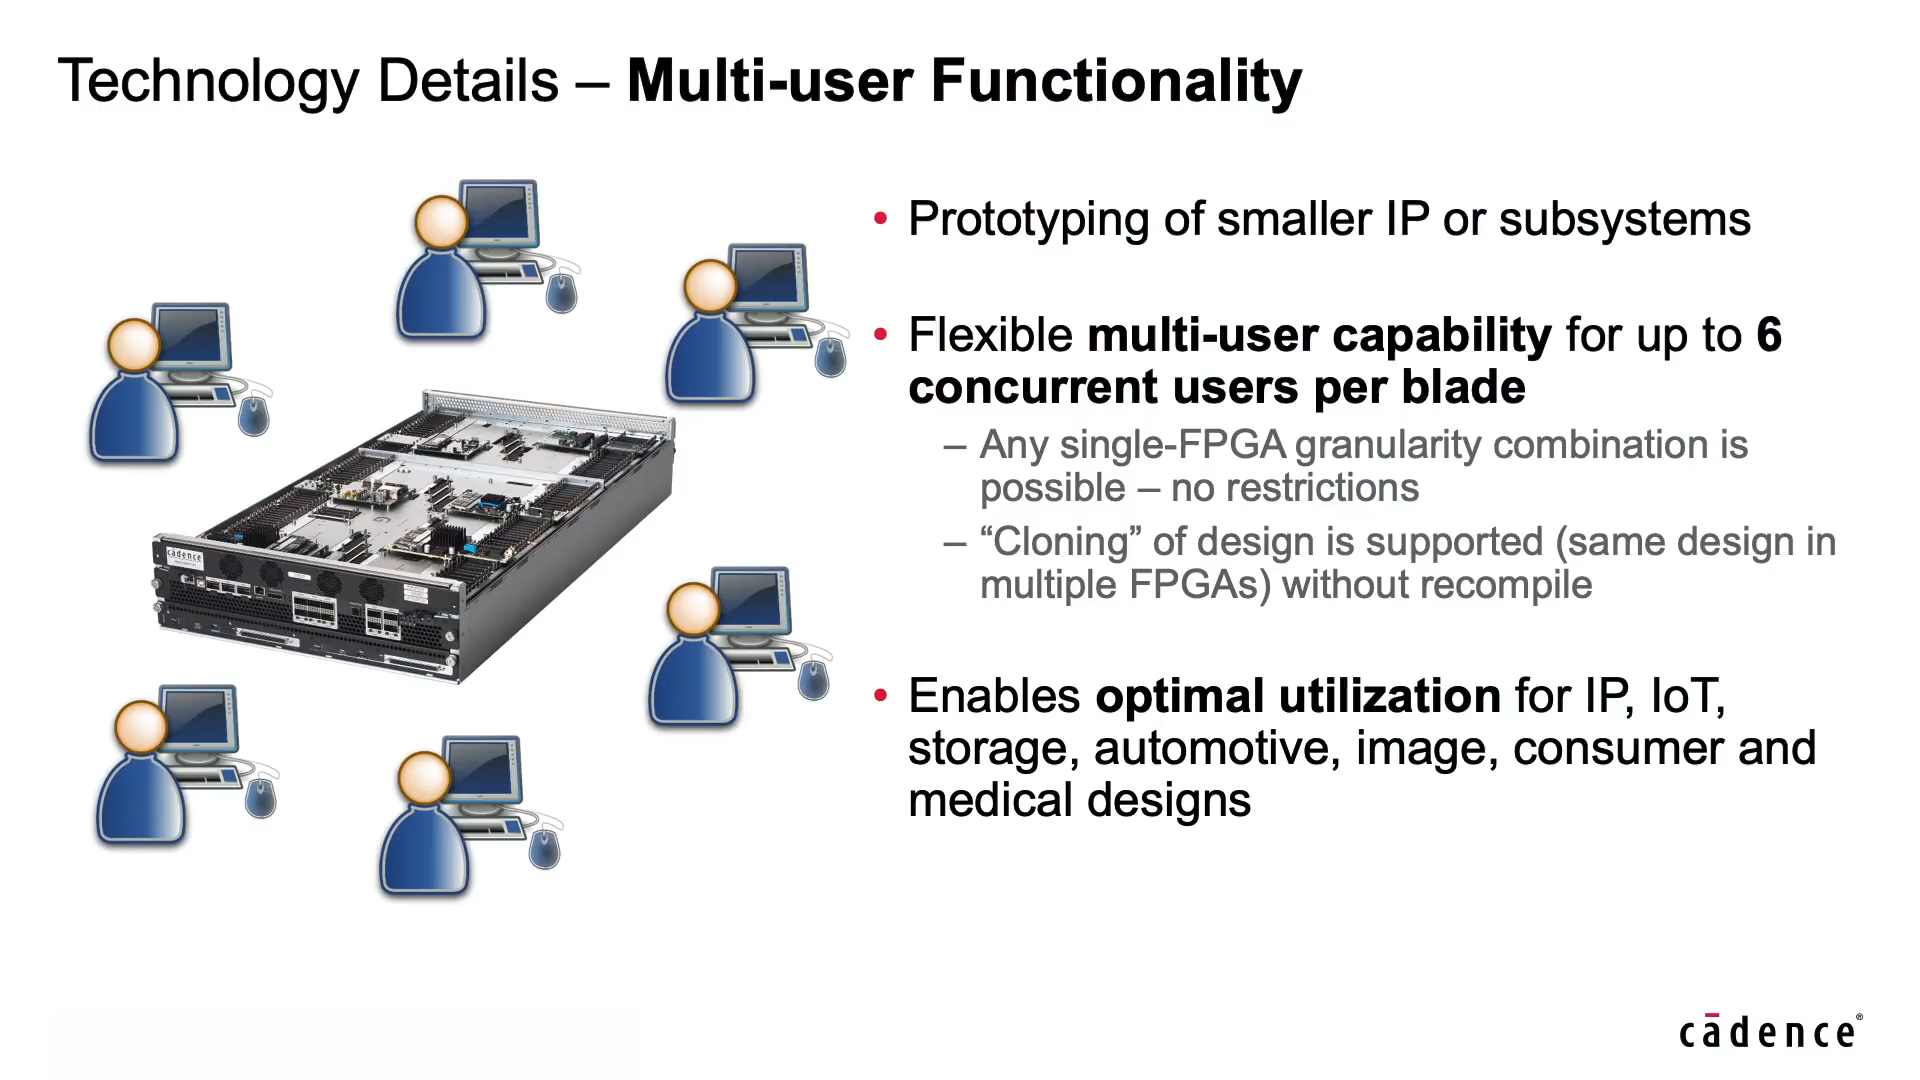 Technology Details – Multi-user Functionality
• Prototyping of smaller IP or subsystems
• Flexible multi-user capability for up to 6
concurrent users per blade
– Any single-FPGA granularity combination is
possible – no restrictions
– “Cloning” of design is supported (same design in
multiple FPGAs) without recompile
• Enables optimal utilization for IP, IoT,
storage, automotive, image, consumer and
medical designs
cādence
cādence®